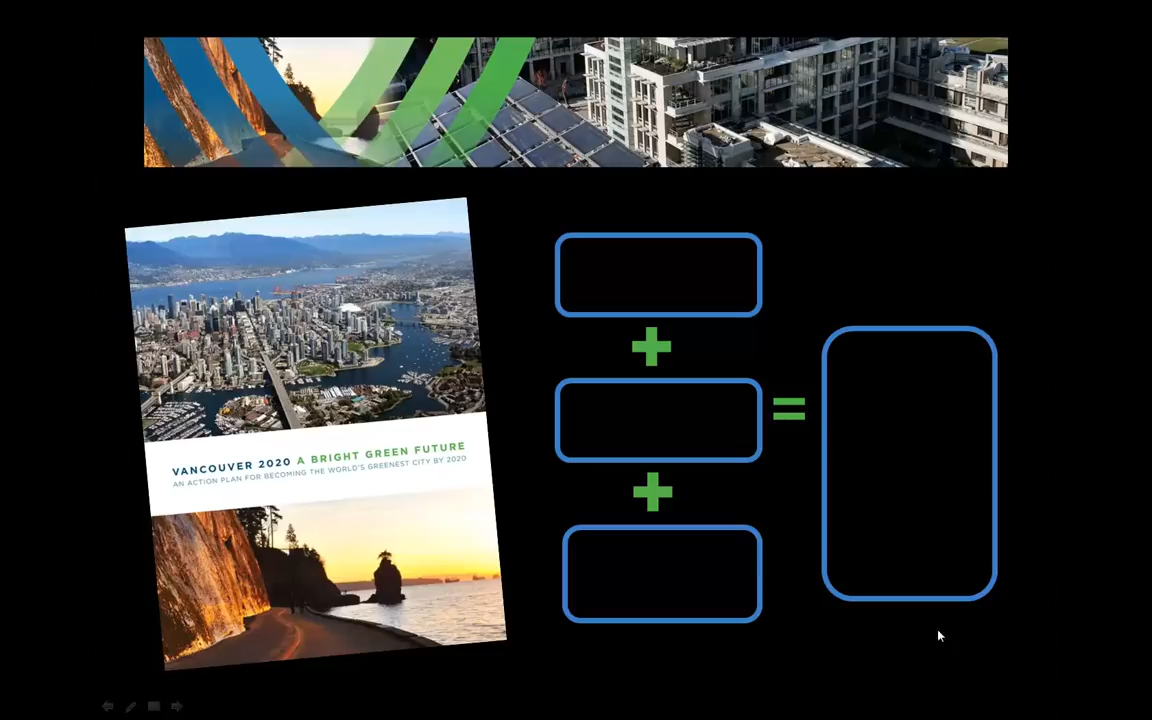 VANCOUVER 2020 A BRIGHT GREEN FUTURE
AN ACTION PLAN FOR BECOMING THE WORLD'S GREENEST CITY BY 2020